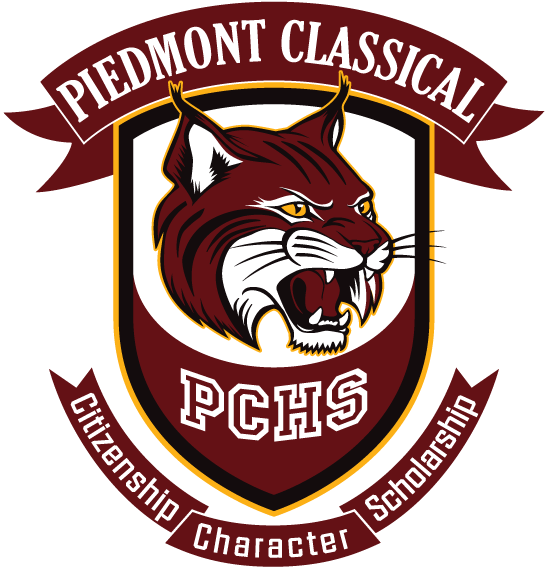 PIEDMONT CLASSICAL
PCHS
Citizenship
Character
Scholarship